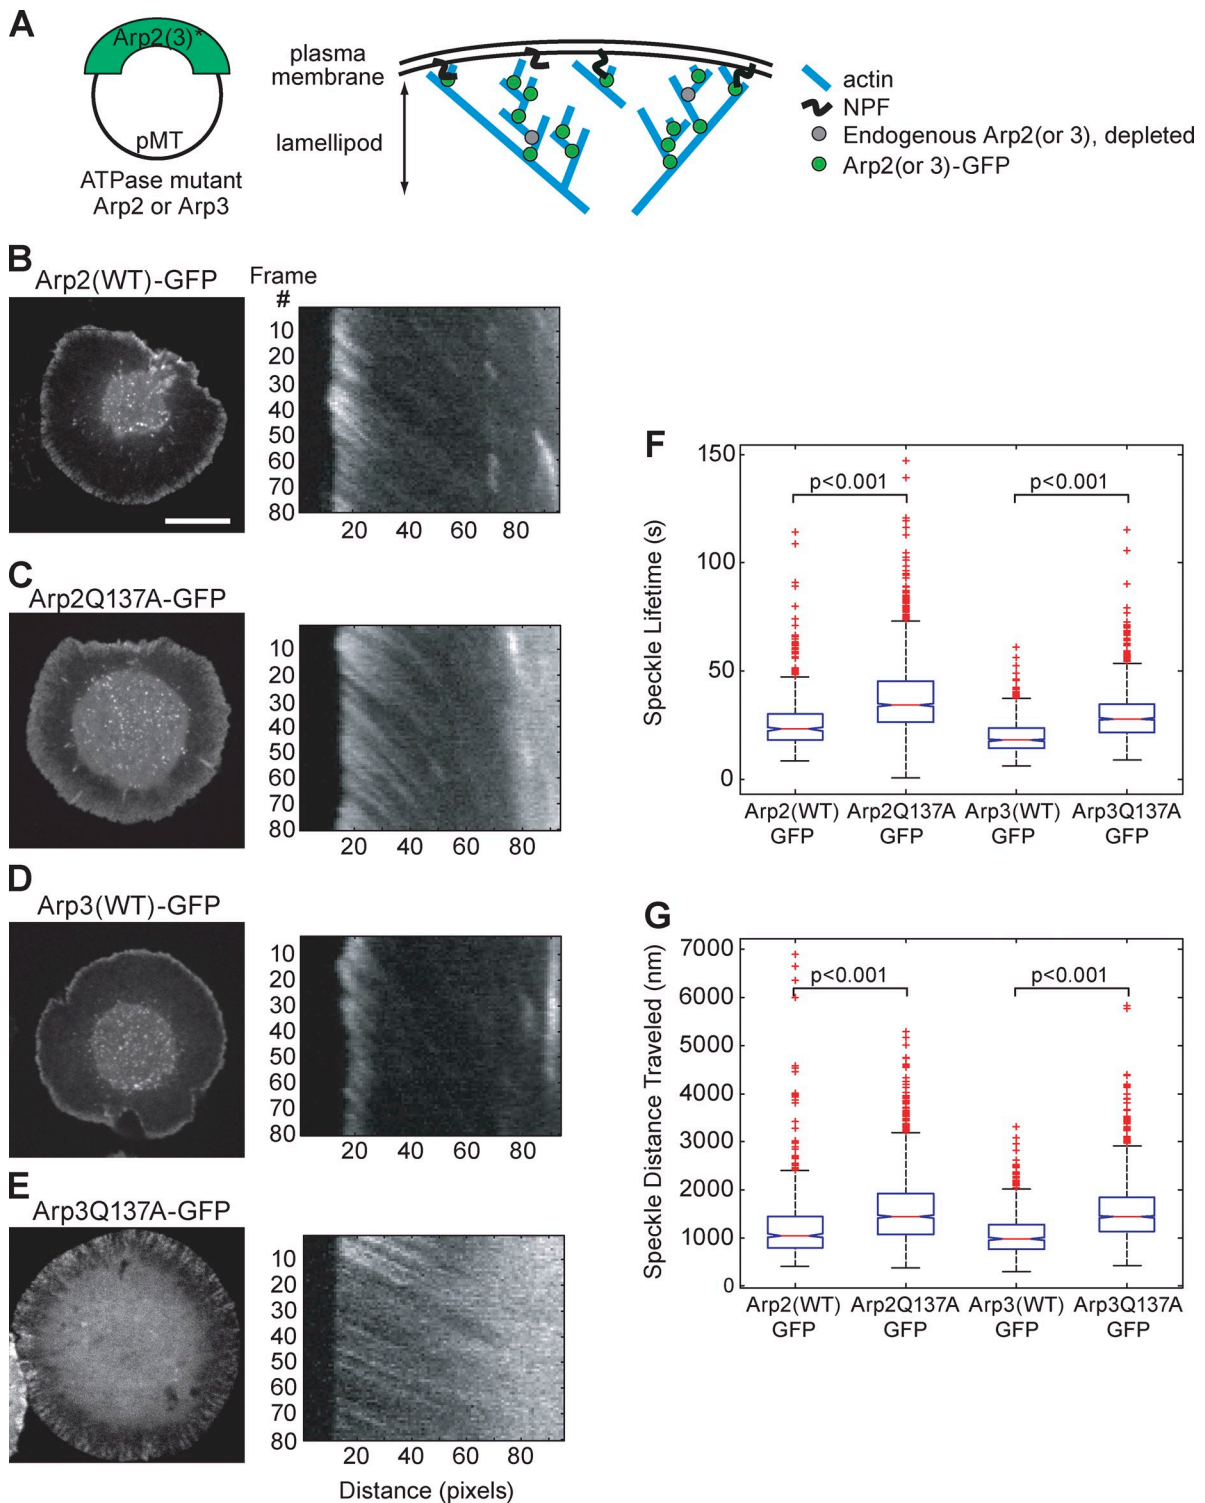 A
Arp2(3)*
pMT
ATPase mutant
Arp2 or Arp3
plasma
membrane
lamellipod
actin
NPF
Endogenous Arp2(or 3), depleted
Arp2(or 3)-GFP
B
Arp2(WT)-GFP
Frame
#
10
20
30
40
50
60
70
80
20 40 60 80
C
Arp2Q137A-GFP
10
20
30
40
50
60
70
80
20 40 60 80
D
Arp3(WT)-GFP
10
20
30
40
50
60
70
80
20 40 60 80
E
Arp3Q137A-GFP
10
20
30
40
50
60
70
80
20 40 60 80
Distance (pixels)
F
Speckle Lifetime (s)
150
100
50
0
p<0.001 p<0.001
Arp2(WT) Arp2Q137A Arp3(WT) Arp3Q137A
GFP GFP GFP GFP
G
Speckle Distance Traveled (nm)
7000
6000
5000
4000
3000
2000
1000
0
p<0.001 p<0.001
Arp2(WT) Arp2Q137A Arp3(WT) Arp3Q137A
GFP GFP GFP GFP